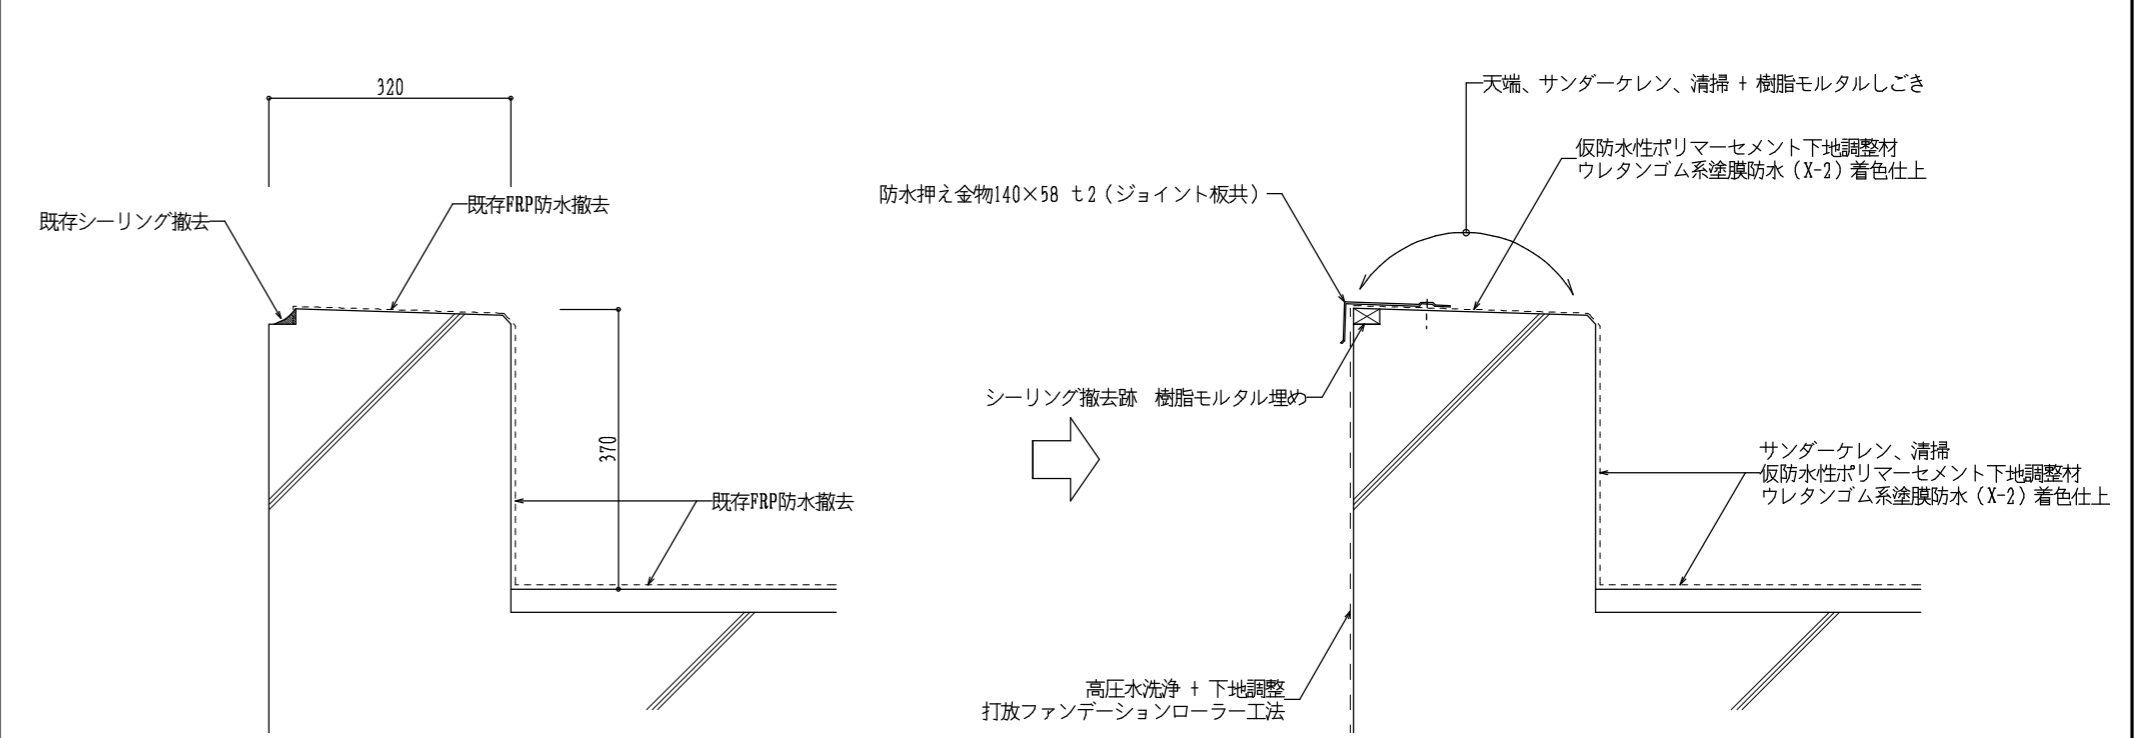 320
既存FRP防水撤去
既存シーリング撤去
370
既存FRP防水撤去
天端、サンダーケレン、清掃 + 樹脂モルタルしごき
仮防水性ポリマーセメント下地調整材
ウレタンゴム系塗膜防水（X-2）着色仕上
防水押え金物140×58 t2（ジョイント板共）
シーリング撤去跡 樹脂モルタル埋め
サンダーケレン、清掃
仮防水性ポリマーセメント下地調整材
ウレタンゴム系塗膜防水（X-2）着色仕上
高圧水洗浄 + 下地調整
打放ファンデーションローラー工法